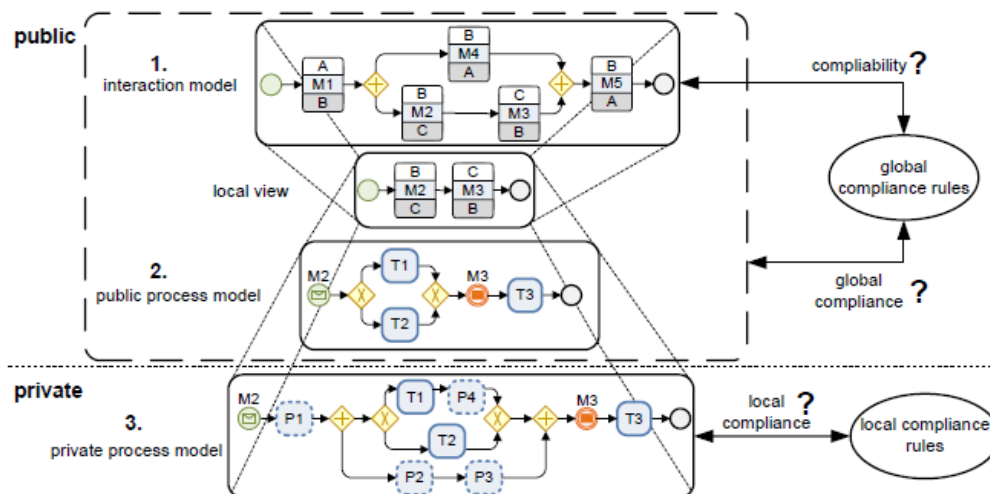 public
1.
interaction model
A
M1
B
B
M4
A
B
M2
C
C
M3
B
B
M5
A
compliability ?
global
compliance rules
local view
B
M2
C
C
M3
B
2.
public process model
M2
T1
T2
M3
T3
global
compliance ?
private
3.
private process model
M2
P1
T1
P4
T2
P2
P3
M3
T3
local
compliance ?
local compliance
rules